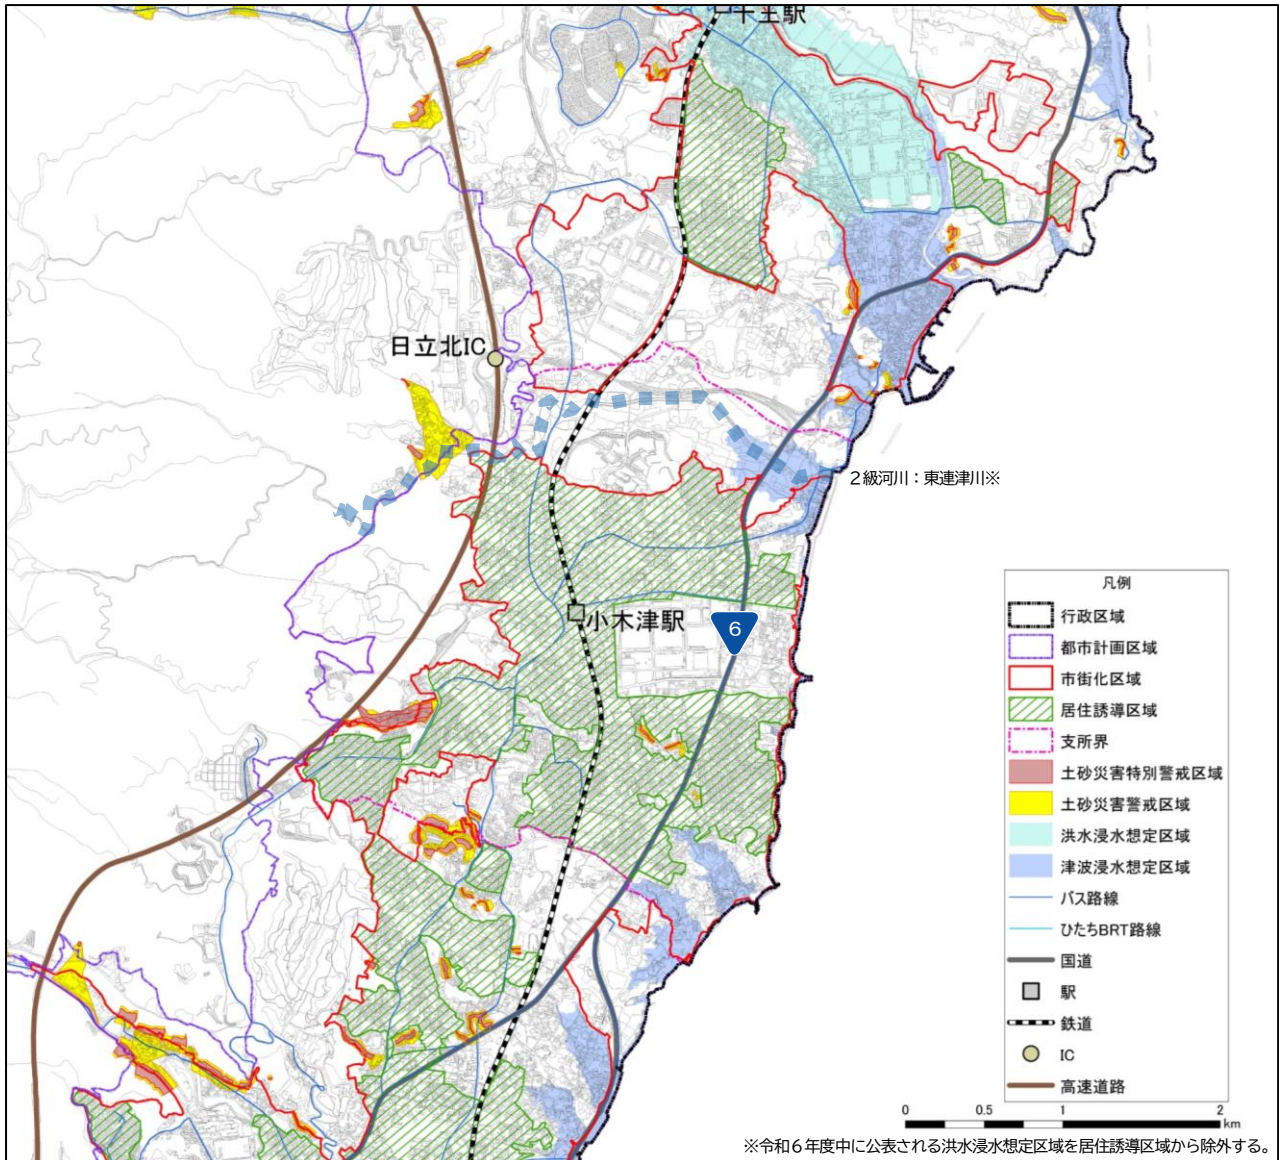 十王駅
日立北IC
2級河川：東連津川※
小木津駅
6
凡例
行政区域
都市計画区域
市街化区域
居住誘導区域
支所界
土砂災害特別警戒区域
土砂災害警戒区域
洪水浸水想定区域
津波浸水想定区域
バス路線
ひたちBRT路線
国道
駅
鉄道
IC
高速道路
0 0.5 1 2
km
※令和6年度中に公表される洪水浸水想定区域を居住誘導区域から除外する。